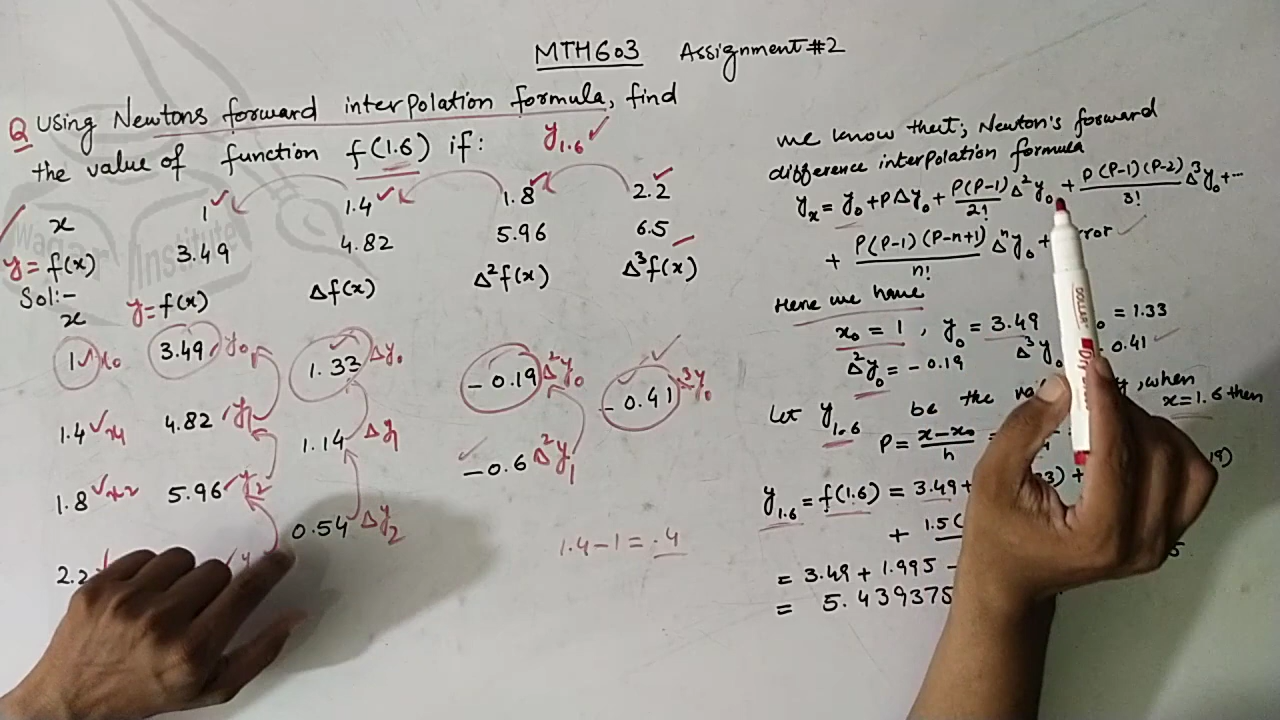 MTH603 Assignment #2
Q Using Newtons forward interpolation formula, find
the value of function f(1.6) if: y1.6 ✓
x 1 ✓ 1.4 ✓ 1.8 ✓ 2.2 ✓
y = f(x) 3.49 4.82 5.96 6.5
Sol:-
x y = f(x) Δf(x) Δ²f(x) Δ³f(x)
1 ✓ x0 3.49 y0 1.33 Δy0 -0.19 Δ²y0 -0.41 Δ³y0
1.4 ✓ x1 4.82 y1 1.14 Δy1 -0.6 Δ²y1
1.8 ✓ x2 5.96 y2 0.54 Δy2
2.2
1.4-1 = .4
we know that; Newton's forward
difference interpolation formula
yx = y0 + PΔy0 + P(P-1)/2! Δ²y0 + P(P-1)(P-2)/3! Δ³y0 + ...
+ P(P-1)(P-n+1)/n! Δⁿy0 +
Here we have
x0 = 1, y0 = 3.49 = 1.33
Δ²y0 = -0.19 Δ³y0 -0.41
Let y1.6 be the when
x=1.6 then
P = x-x0/h =
y1.6 = f(1.6) = 3.49+
+ 1.5(
= 3.49 + 1.995 -
= 5.439375